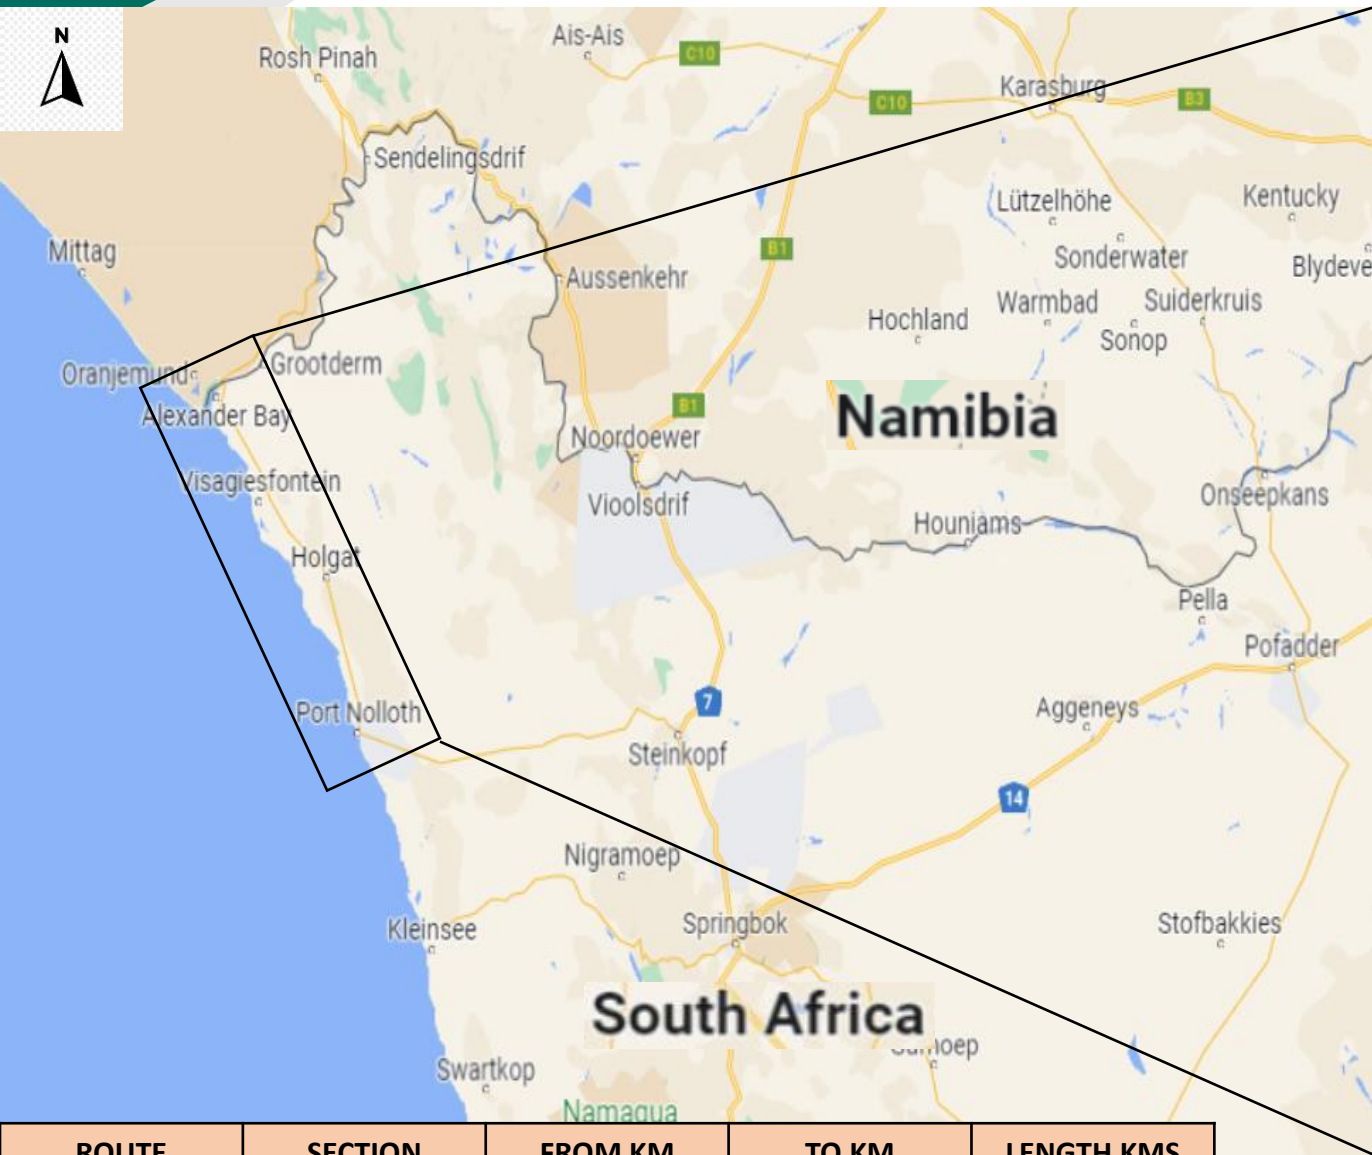 N
Ais-Ais
Rosh Pinah
C10
Karasburg
C10
B3
Sendelingsdrif
Lützelhöhe
Kentucky
Mittag
B1
Sonderwater
Blydeve
Aussenkehr
Warmbad
Suiderkruis
Hochland
Sonop
Grootderm
Oranjemund
B1
Alexander Bay
Namibia
Noordoewer
Visagiesfontein
Onseepkans
Vioolsdrif
Houniams
Holgat
Pella
Pofadder
7
Port Nolloth
Aggeneys
Steinkopf
14
Nigramoep
Springbok
Kleinsee
Stofbakkies
South Africa
Swartkop
Namaqua
ROUTE SECTION FROM KM TO KM LENGTH KMS